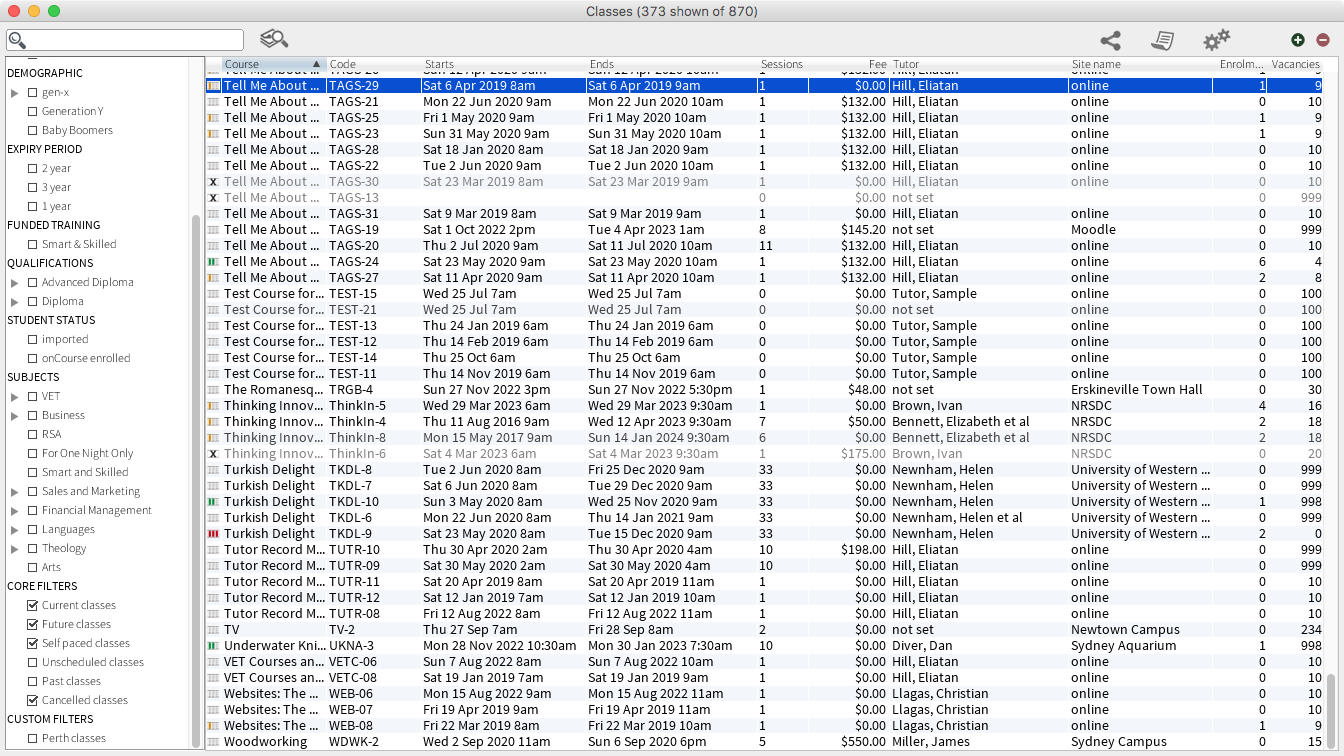 Classes (373 shown of 870)
DEMOGRAPHIC
gen-x
Generation Y
Baby Boomers
EXPIRY PERIOD
2 year
3 year
1 year
FUNDED TRAINING
Smart & Skilled
QUALIFICATIONS
Advanced Diploma
Diploma
STUDENT STATUS
imported
onCourse enrolled
SUBJECTS
VET
Business
RSA
For One Night Only
Smart and Skilled
Sales and Marketing
Financial Management
Languages
Theology
Arts
CORE FILTERS
Current classes
Future classes
Self paced classes
Unscheduled classes
Past classes
Cancelled classes
CUSTOM FILTERS
Perth classes
Course Code Starts Ends Sessions Fee Tutor Site name Enrolm... Vacancies
Tell Me About ... TAGS-29 Sat 6 Apr 2019 8am Sat 6 Apr 2019 9am 1 $0.00 Hill, Eliatan online 1 9
Tell Me About ... TAGS-21 Mon 22 Jun 2020 9am Mon 22 Jun 2020 10am 1 $132.00 Hill, Eliatan online 0 10
Tell Me About ... TAGS-25 Fri 1 May 2020 9am Fri 1 May 2020 10am 1 $132.00 Hill, Eliatan online 1 9
Tell Me About ... TAGS-23 Sun 31 May 2020 9am Sun 31 May 2020 10am 1 $132.00 Hill, Eliatan online 1 9
Tell Me About ... TAGS-28 Sat 18 Jan 2020 8am Sat 18 Jan 2020 9am 1 $132.00 Hill, Eliatan online 0 10
Tell Me About ... TAGS-22 Tue 2 Jun 2020 9am Tue 2 Jun 2020 10am 1 $132.00 Hill, Eliatan online 0 10
X Tell Me About ... TAGS-30 Sat 23 Mar 2019 8am Sat 23 Mar 2019 9am 1 $0.00 Hill, Eliatan online 0 10
X Tell Me About ... TAGS-13 0 $0.00 not set 0 999
Tell Me About ... TAGS-31 Sat 9 Mar 2019 8am Sat 9 Mar 2019 9am 1 $0.00 Hill, Eliatan online 0 10
Tell Me About ... TAGS-19 Sat 1 Oct 2022 2pm Tue 4 Apr 2023 1am 8 $145.20 not set Moodle 0 999
Tell Me About ... TAGS-20 Thu 2 Jul 2020 9am Sat 11 Jul 2020 10am 11 $132.00 Hill, Eliatan online 0 10
Tell Me About ... TAGS-24 Sat 23 May 2020 9am Sat 23 May 2020 10am 1 $132.00 Hill, Eliatan online 6 4
Tell Me About ... TAGS-27 Sat 11 Apr 2020 9am Sat 11 Apr 2020 10am 1 $132.00 Hill, Eliatan online 2 8
Test Course for... TEST-15 Wed 25 Jul 7am Wed 25 Jul 7am 0 $0.00 Tutor, Sample online 0 100
Test Course for... TEST-21 Wed 25 Jul 7am Wed 25 Jul 7am 0 $0.00 not set online 0 100
Test Course for... TEST-13 Thu 24 Jan 2019 6am Thu 24 Jan 2019 6am 0 $0.00 Tutor, Sample online 0 100
Test Course for... TEST-12 Thu 14 Feb 2019 6am Thu 14 Feb 2019 6am 0 $0.00 Tutor, Sample online 0 100
Test Course for... TEST-14 Thu 25 Oct 6am Thu 25 Oct 6am 0 $0.00 Tutor, Sample online 0 100
Test Course for... TEST-11 Thu 14 Nov 2019 6am Thu 14 Nov 2019 6am 0 $0.00 Tutor, Sample online 0 100
The Romanesq... TRGB-4 Sun 27 Nov 2022 3pm Sun 27 Nov 2022 5:30pm 1 $48.00 not set Erskineville Town Hall 0 30
Thinking Innov... ThinkIn-5 Wed 29 Mar 2023 6am Wed 29 Mar 2023 9:30am 1 $0.00 Brown, Ivan NRSDC 4 16
Thinking Innov... ThinkIn-4 Thu 11 Aug 2016 9am Wed 12 Apr 2023 9:30am 7 $50.00 Bennett, Elizabeth et al NRSDC 2 18
Thinking Innov... ThinkIn-8 Mon 15 May 2017 9am Sun 14 Jan 2024 9:30am 6 $0.00 Bennett, Elizabeth et al NRSDC 2 18
X Thinking Innov... ThinkIn-6 Sat 4 Mar 2023 6am Sat 4 Mar 2023 9:30am 1 $175.00 Brown, Ivan NRSDC 0 20
Turkish Delight TKDL-8 Tue 2 Jun 2020 8am Fri 25 Dec 2020 9am 33 $0.00 Newnham, Helen University of Western ... 0 999
Turkish Delight TKDL-7 Sat 6 Jun 2020 8am Tue 29 Dec 2020 9am 33 $0.00 Newnham, Helen University of Western ... 0 999
Turkish Delight TKDL-10 Sun 3 May 2020 8am Wed 25 Nov 2020 9am 33 $0.00 Newnham, Helen University of Western ... 1 998
Turkish Delight TKDL-6 Mon 22 Jun 2020 8am Thu 14 Jan 2021 9am 33 $0.00 Newnham, Helen et al University of Western ... 0 999
Turkish Delight TKDL-9 Sat 23 May 2020 8am Tue 15 Dec 2020 9am 33 $0.00 Newnham, Helen University of Western ... 2 0
Tutor Record M... TUTR-10 Thu 30 Apr 2020 2am Thu 30 Apr 2020 4am 10 $198.00 Hill, Eliatan online 0 999
Tutor Record M... TUTR-09 Sat 30 May 2020 2am Sat 30 May 2020 4am 10 $0.00 Hill, Eliatan online 0 999
Tutor Record M... TUTR-11 Sat 20 Apr 2019 8am Sat 20 Apr 2019 11am 1 $0.00 Hill, Eliatan online 0 10
Tutor Record M... TUTR-12 Sat 12 Jan 2019 7am Sat 12 Jan 2019 10am 1 $0.00 Hill, Eliatan online 0 10
Tutor Record M... TUTR-08 Fri 12 Aug 2022 8am Fri 12 Aug 2022 11am 1 $0.00 Hill, Eliatan online 0 10
TV TV-2 Thu 27 Sep 7am Fri 28 Sep 8am 2 $0.00 not set Newtown Campus 0 234
Underwater Kni... UKNA-3 Mon 28 Nov 2022 10:30am Mon 30 Jan 2023 7:30am 10 $0.00 Diver, Dan Sydney Aquarium 1 998
VET Courses an... VETC-06 Sun 7 Aug 2022 8am Sun 7 Aug 2022 10am 1 $0.00 Hill, Eliatan online 0 10
VET Courses an... VETC-08 Sat 19 Jan 2019 7am Sat 19 Jan 2019 10am 1 $0.00 Hill, Eliatan online 0 10
Websites: The ... WEB-06 Mon 15 Aug 2022 9am Mon 15 Aug 2022 11am 1 $0.00 Llagas, Christian online 0 10
Websites: The ... WEB-07 Fri 19 Apr 2019 9am Fri 19 Apr 2019 11am 1 $0.00 Llagas, Christian online 0 10
Websites: The ... WEB-08 Fri 22 Mar 2019 8am Fri 22 Mar 2019 10am 1 $0.00 Llagas, Christian online 1 9
Woodworking WDWK-2 Wed 2 Sep 2020 11am Sun 6 Sep 2020 6pm 5 $550.00 Miller, James Sydney Campus 0 15